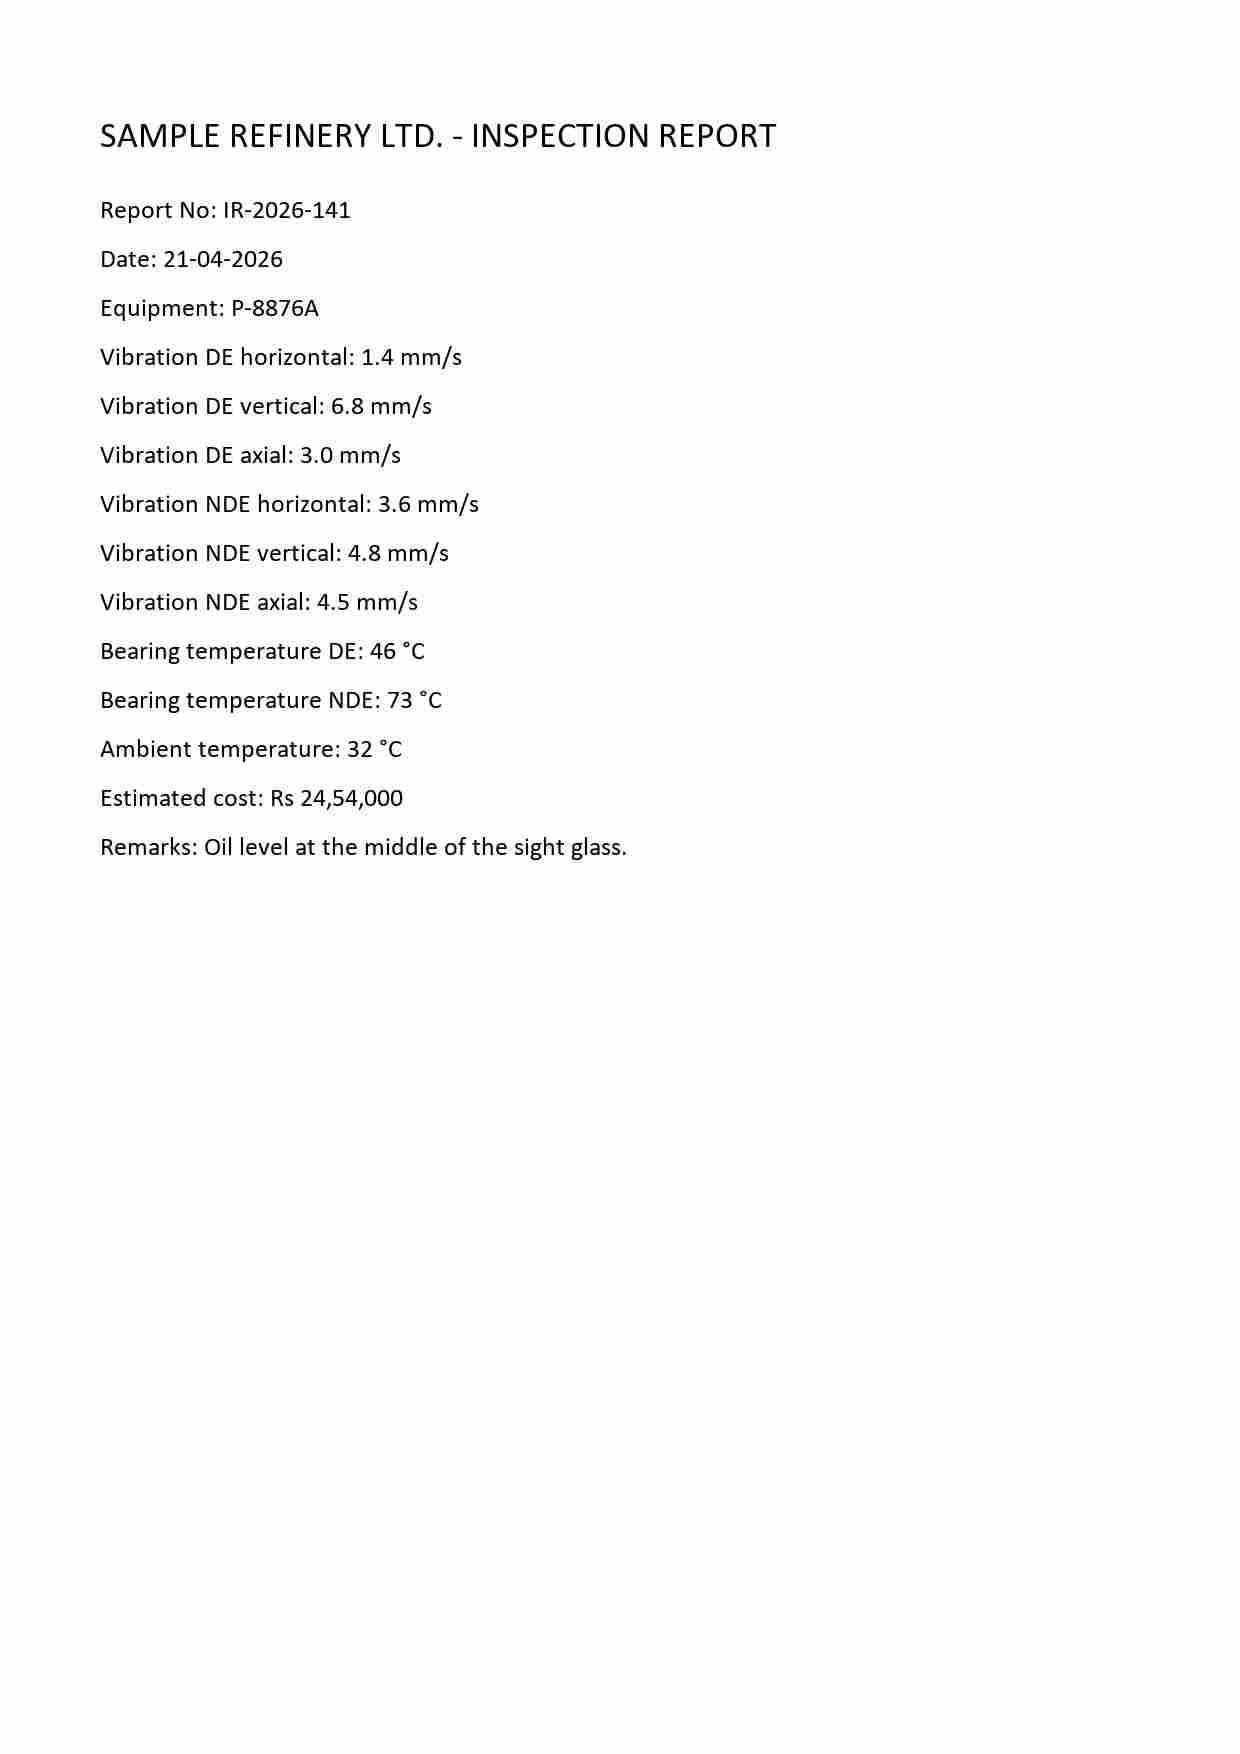 SAMPLE REFINERY LTD. - INSPECTION REPORT
Report No: IR-2026-141
Date: 21-04-2026
Equipment: P-8876A
Vibration DE horizontal: 1.4 mm/s
Vibration DE vertical: 6.8 mm/s
Vibration DE axial: 3.0 mm/s
Vibration NDE horizontal: 3.6 mm/s
Vibration NDE vertical: 4.8 mm/s
Vibration NDE axial: 4.5 mm/s
Bearing temperature DE: 46 °C
Bearing temperature NDE: 73 °C
Ambient temperature: 32 °C
Estimated cost: Rs 24,54,000
Remarks: Oil level at the middle of the sight glass.